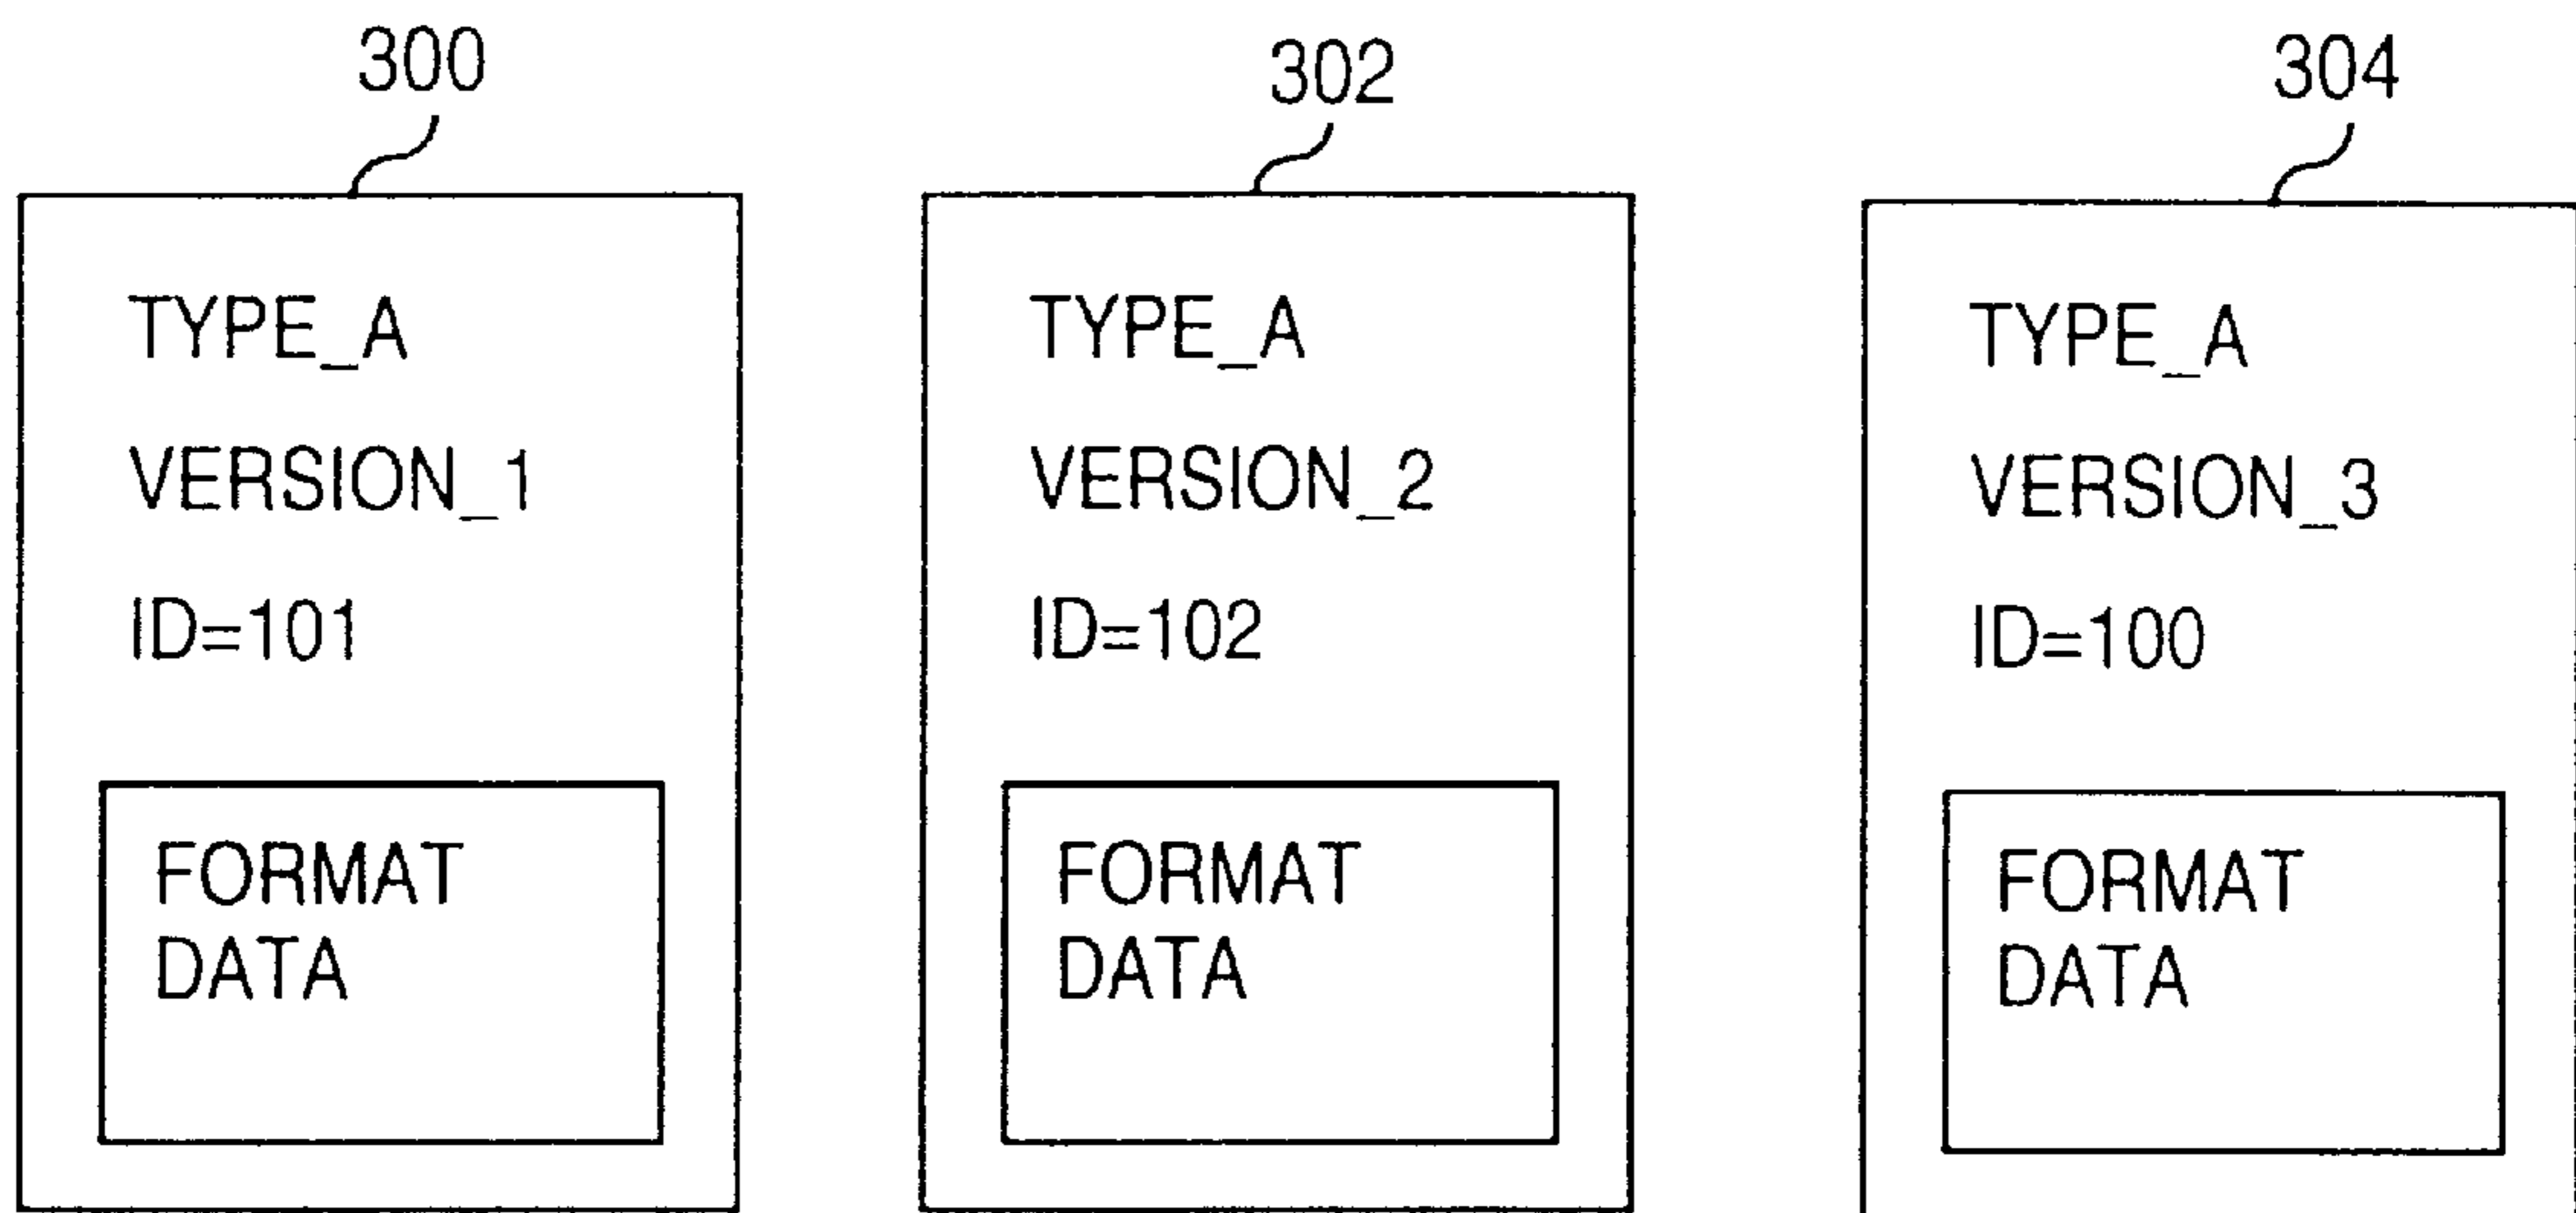 300
302
304
TYPE_A
VERSION_1
ID=101
FORMAT
DATA
TYPE_A
VERSION_2
ID=102
FORMAT
DATA
TYPE_A
VERSION_3
ID=100
FORMAT
DATA